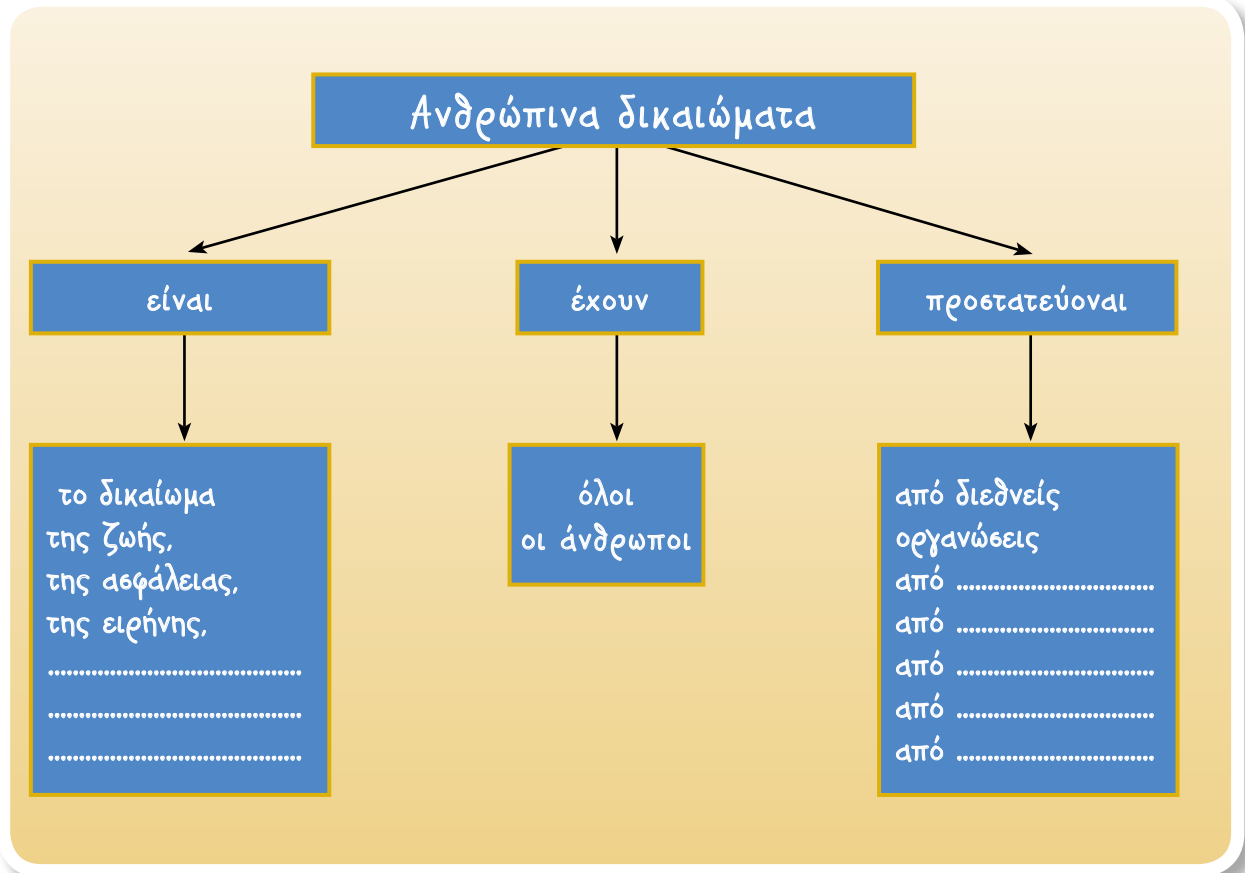 Ανθρώπινα δικαιώματα
είναι
έχουν
προστατεύοναι
το δικαίωμα
της ζωής,
της ασφάλειας,
της ειρήνης,
.........................................
.........................................
.........................................
όλοι
οι άνθρωποι
από διεθνείς
οργανώσεις
από ................................
από ................................
από ................................
από ................................
από ................................